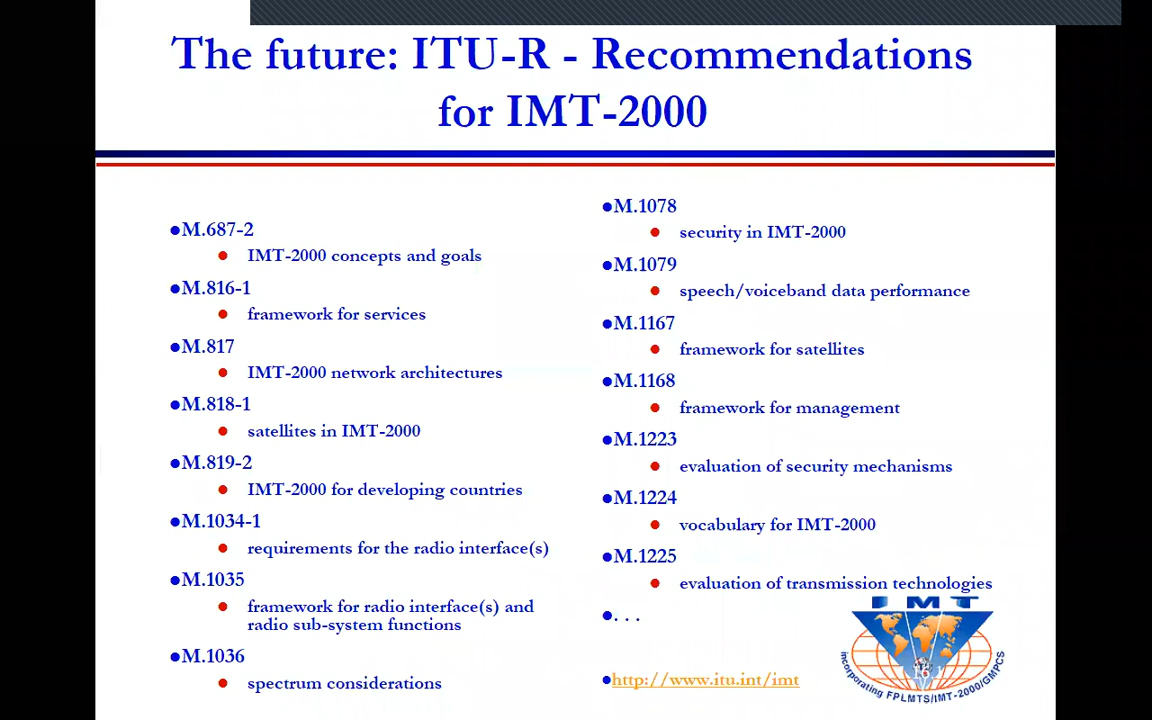 The future: ITU-R - Recommendations
for IMT-2000
●M.687-2
● IMT-2000 concepts and goals
●M.816-1
● framework for services
●M.817
● IMT-2000 network architectures
●M.818-1
● satellites in IMT-2000
●M.819-2
● IMT-2000 for developing countries
●M.1034-1
● requirements for the radio interface(s)
●M.1035
● framework for radio interface(s) and
radio sub-system functions
●M.1036
● spectrum considerations
●M.1078
● security in IMT-2000
●M.1079
● speech/voiceband data performance
●M.1167
● framework for satellites
●M.1168
● framework for management
●M.1223
● evaluation of security mechanisms
●M.1224
● vocabulary for IMT-2000
●M.1225
● evaluation of transmission technologies
●. . .
●http://www.itu.int/imt
IMT
incorporating FPLMTS/IMT-2000/GMPCS